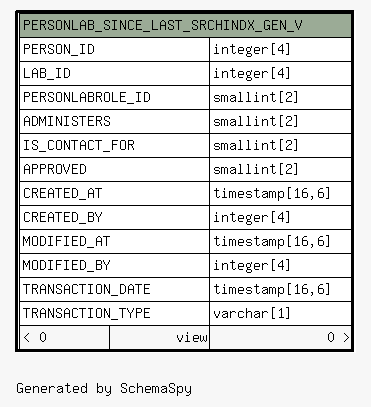 PERSONLAB_SINCE_LAST_SRCHINDX_GEN_V
PERSON_ID integer[4]
LAB_ID integer[4]
PERSONLABROLE_ID smallint[2]
ADMINISTERS smallint[2]
IS_CONTACT_FOR smallint[2]
APPROVED smallint[2]
CREATED_AT timestamp[16,6]
CREATED_BY integer[4]
MODIFIED_AT timestamp[16,6]
MODIFIED_BY integer[4]
TRANSACTION_DATE timestamp[16,6]
TRANSACTION_TYPE varchar[1]
< 0 view 0 >
Generated by SchemaSpy